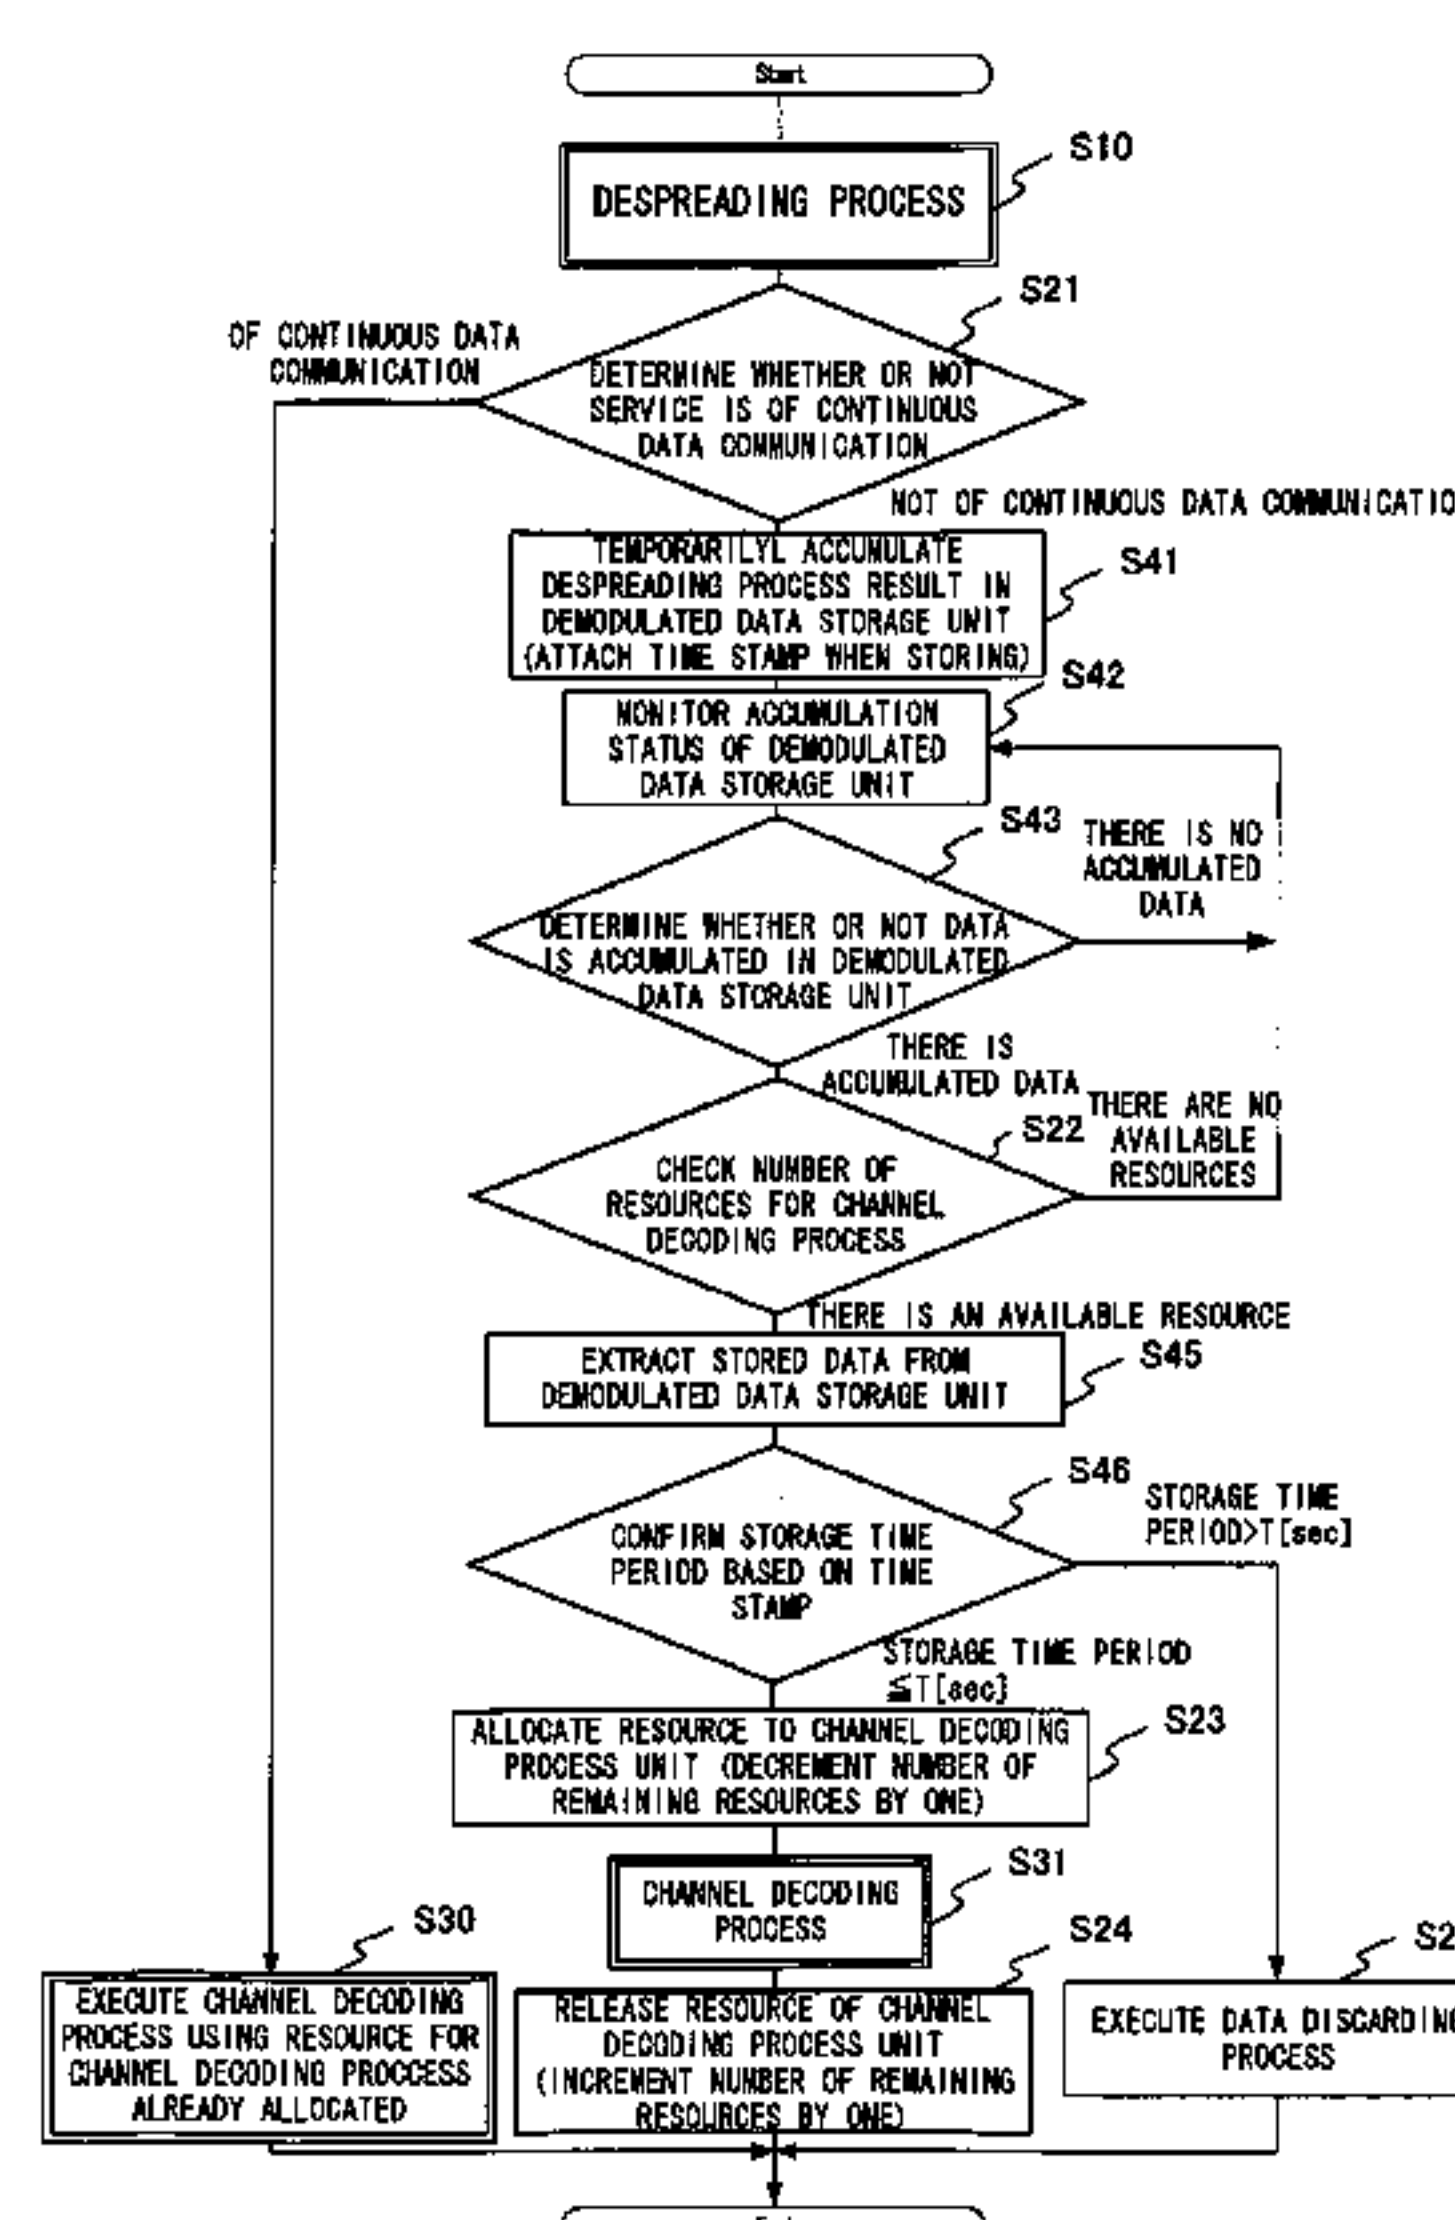 Start
S10
DESPREADING PROCESS
S21
OF CONTINUOUS DATA
COMMUNICATION
DETERMINE WHETHER OR NOT
SERVICE IS OF CONTINUOUS
DATA COMMUNICATION
NOT OF CONTINUOUS DATA COMMUNICATIO
TEMPORARILYL ACCUMULATE
DESPREADING PROCESS RESULT IN
DEMODULATED DATA STORAGE UNIT
(ATTACH TIME STAMP WHEN STORING)
S41
S42
MONITOR ACCUMULATION
STATUS OF DEMODULATED
DATA STORAGE UNIT
S43
THERE IS NO
ACCUMULATED
DATA
DETERMINE WHETHER OR NOT DATA
IS ACCUMULATED IN DEMODULATED
DATA STORAGE UNIT
THERE IS
ACCUMULATED DATA
S22
THERE ARE NO
AVAILABLE
RESOURCES
CHECK NUMBER OF
RESOURCES FOR CHANNEL
DECODING PROCESS
THERE IS AN AVAILABLE RESOURCE
S45
EXTRACT STORED DATA FROM
DEMODULATED DATA STORAGE UNIT
S46
STORAGE TIME
PERIOD>T[sec]
CONFIRM STORAGE TIME
PERIOD BASED ON TIME
STAMP
STORAGE TIME PERIOD
≦T[sec]
S23
ALLOCATE RESOURCE TO CHANNEL DECODING
PROCESS UNIT (DECREMENT NUMBER OF
REMAINING RESOURCES BY ONE)
S31
CHANNEL DECODING
PROCESS
S30
EXECUTE CHANNEL DECODING
PROCESS USING RESOURCE FOR
CHANNEL DECODING PROCCESS
ALREADY ALLOCATED
S24
RELEASE RESOURCE OF CHANNEL
DECODING PROCESS UNIT
(INCREMENT NUMBER OF REMAINING
RESOURCES BY ONE)
S2
EXECUTE DATA DISCARDING
PROCESS